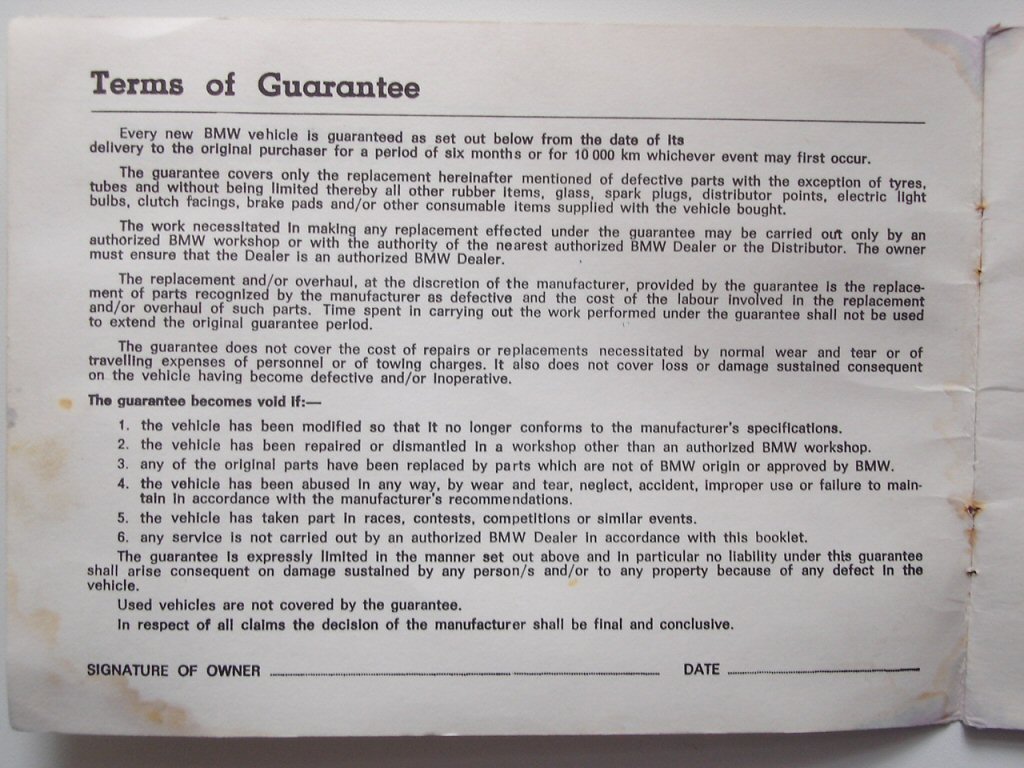 Terms of Guarantee
Every new BMW vehicle is guaranteed as set out below from the date of its
delivery to the original purchaser for a period of six months or for 10 000 km whichever event may first occur.
The guarantee covers only the replacement hereinafter mentioned of defective parts with the exception of tyres,
tubes and without being limited thereby all other rubber items, glass, spark plugs, distributor points, electric light
bulbs, clutch facings, brake pads and/or other consumable items supplied with the vehicle bought.
The work necessitated in making any replacement effected under the guarantee may be carried out only by an
authorized BMW workshop or with the authority of the nearest authorized BMW Dealer or the Distributor. The owner
must ensure that the Dealer is an authorized BMW Dealer.
The replacement and/or overhaul, at the discretion of the manufacturer, provided by the guarantee is the replace-
ment of parts recognized by the manufacturer as defective and the cost of the labour involved in the replacement
and/or overhaul of such parts. Time spent in carrying out the work performed under the guarantee shall not be used
to extend the original guarantee period.
The guarantee does not cover the cost of repairs or replacements necessitated by normal wear and tear or of
travelling expenses of personnel or of towing charges. It also does not cover loss or damage sustained consequent
on the vehicle having become defective and/or inoperative.
The guarantee becomes void if:—
1. the vehicle has been modified so that it no longer conforms to the manufacturer's specifications.
2. the vehicle has been repaired or dismantled in a workshop other than an authorized BMW workshop.
3. any of the original parts have been replaced by parts which are not of BMW origin or approved by BMW.
4. the vehicle has been abused in any way, by wear and tear, neglect, accident, improper use or failure to main-
tain in accordance with the manufacturer's recommendations.
5. the vehicle has taken part in races, contests, competitions or similar events.
6. any service is not carried out by an authorized BMW Dealer in accordance with this booklet.
The guarantee is expressly limited in the manner set out above and in particular no liability under this guarantee
shall arise consequent on damage sustained by any person/s and/or to any property because of any defect in the
vehicle.
Used vehicles are not covered by the guarantee.
In respect of all claims the decision of the manufacturer shall be final and conclusive.
SIGNATURE OF OWNER DATE